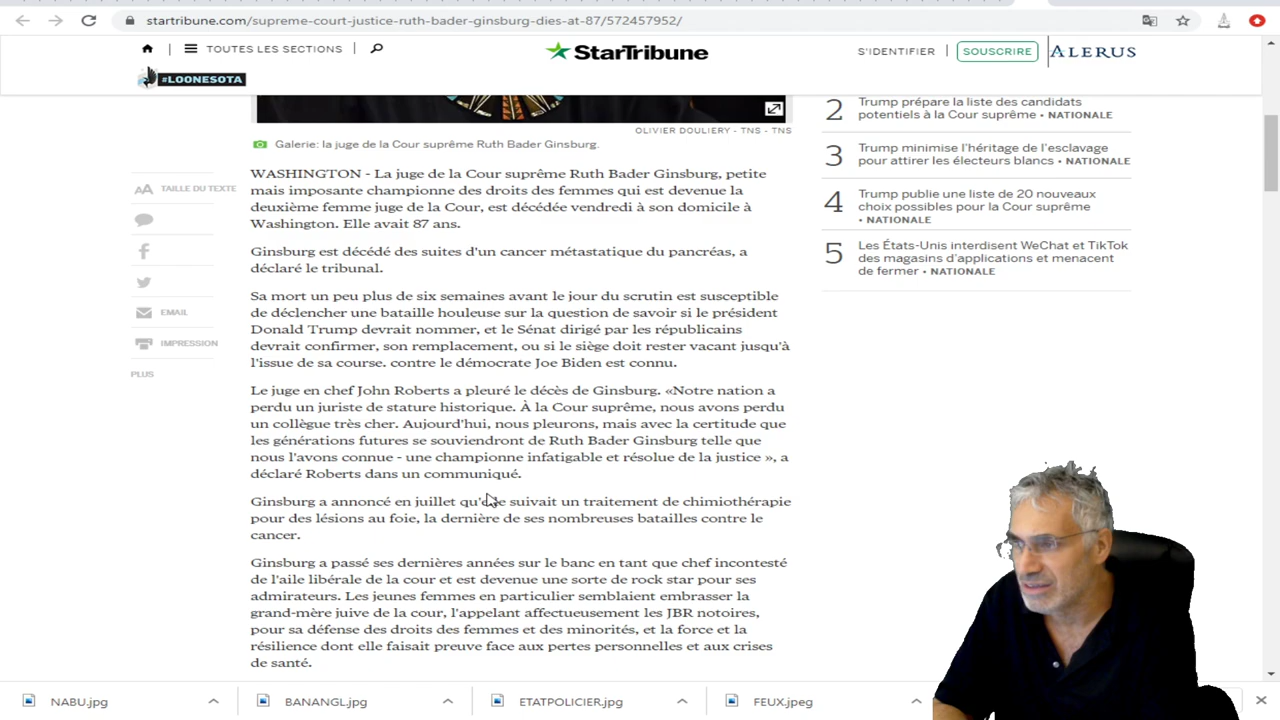 startribune.com/supreme-court-justice-ruth-bader-ginsburg-dies-at-87/572457952/
TOUTES LES SECTIONS
StarTribune
S'IDENTIFIER
SOUSCRIRE
ALERUS
#LOONESOTA
OLIVIER DOULIERY - TNS - TNS
Galerie: la juge de la Cour suprême Ruth Bader Ginsburg.
TAILLE DU TEXTE
EMAIL
IMPRESSION
PLUS
WASHINGTON - La juge de la Cour suprême Ruth Bader Ginsburg, petite
mais imposante championne des droits des femmes qui est devenue la
deuxième femme juge de la Cour, est décédée vendredi à son domicile à
Washington. Elle avait 87 ans.
Ginsburg est décédé des suites d'un cancer métastatique du pancréas, a
déclaré le tribunal.
Sa mort un peu plus de six semaines avant le jour du scrutin est susceptible
de déclencher une bataille houleuse sur la question de savoir si le président
Donald Trump devrait nommer, et le Sénat dirigé par les républicains
devrait confirmer, son remplacement, ou si le siège doit rester vacant jusqu'à
l'issue de sa course. contre le démocrate Joe Biden est connu.
Le juge en chef John Roberts a pleuré le décès de Ginsburg. «Notre nation a
perdu un juriste de stature historique. À la Cour suprême, nous avons perdu
un collègue très cher. Aujourd'hui, nous pleurons, mais avec la certitude que
les générations futures se souviendront de Ruth Bader Ginsburg telle que
nous l'avons connue - une championne infatigable et résolue de la justice », a
déclaré Roberts dans un communiqué.
Ginsburg a annoncé en juillet qu'elle suivait un traitement de chimiothérapie
pour des lésions au foie, la dernière de ses nombreuses batailles contre le
cancer.
Ginsburg a passé ses dernières années sur le banc en tant que chef incontesté
de l'aile libérale de la cour et est devenue une sorte de rock star pour ses
admirateurs. Les jeunes femmes en particulier semblaient embrasser la
grand-mère juive de la cour, l'appelant affectueusement les JBR notoires,
pour sa défense des droits des femmes et des minorités, et la force et la
résilience dont elle faisait preuve face aux pertes personnelles et aux crises
de santé.
2 Trump prépare la liste des candidats
potentiels à la Cour suprême • NATIONALE
3 Trump minimise l'héritage de l'esclavage
pour attirer les électeurs blancs • NATIONALE
4 Trump publie une liste de 20 nouveaux
choix possibles pour la Cour suprême
• NATIONALE
5 Les États-Unis interdisent WeChat et TikTok
des magasins d'applications et menacent
de fermer • NATIONALE
NABU.jpg
BANANGL.jpg
ETATPOLICIER.jpg
FEUX.jpeg